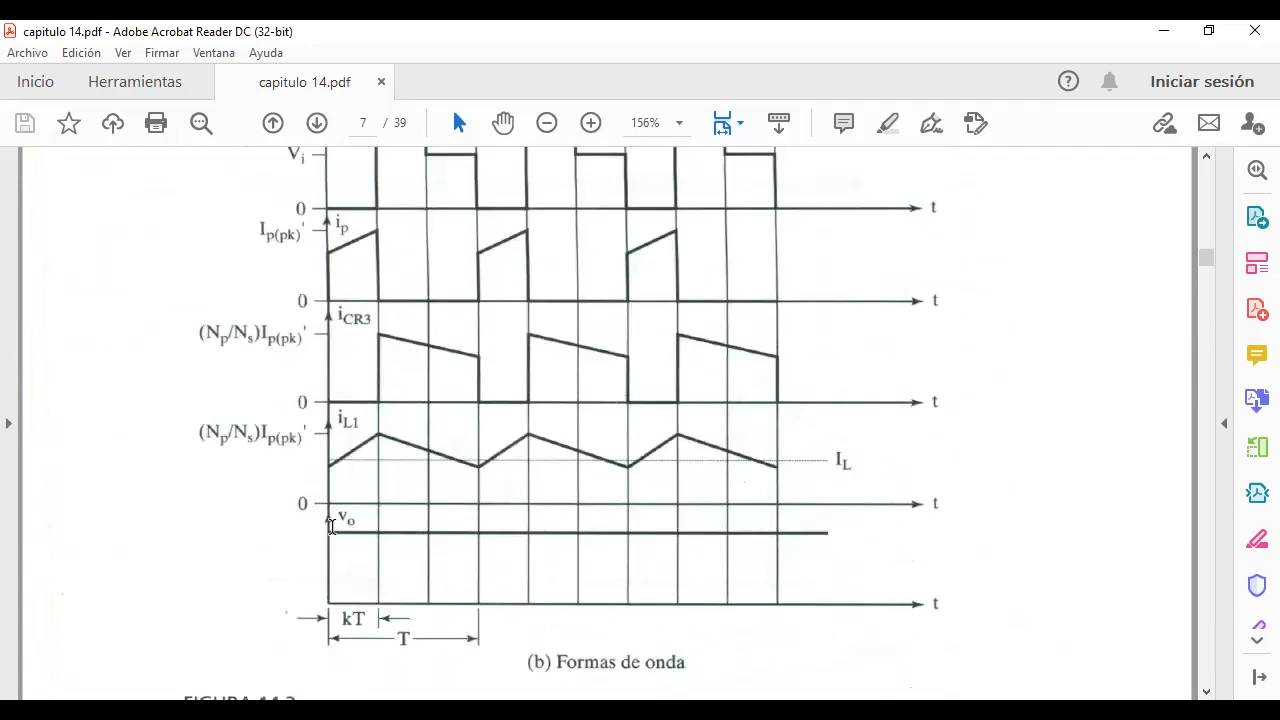 capitulo 14.pdf - Adobe Acrobat Reader DC (32-bit)
Archivo Edición Ver Firmar Ventana Ayuda
Inicio Herramientas capitulo 14.pdf × Iniciar sesión
7 / 39 156%
Vi
0 t
Ip(pk)' ip
0 t
iCR3
(Np/Ns)Ip(pk)'
0 t
iL1
(Np/Ns)Ip(pk)'
IL
0 t
vo
t
kT
T
(b) Formas de onda